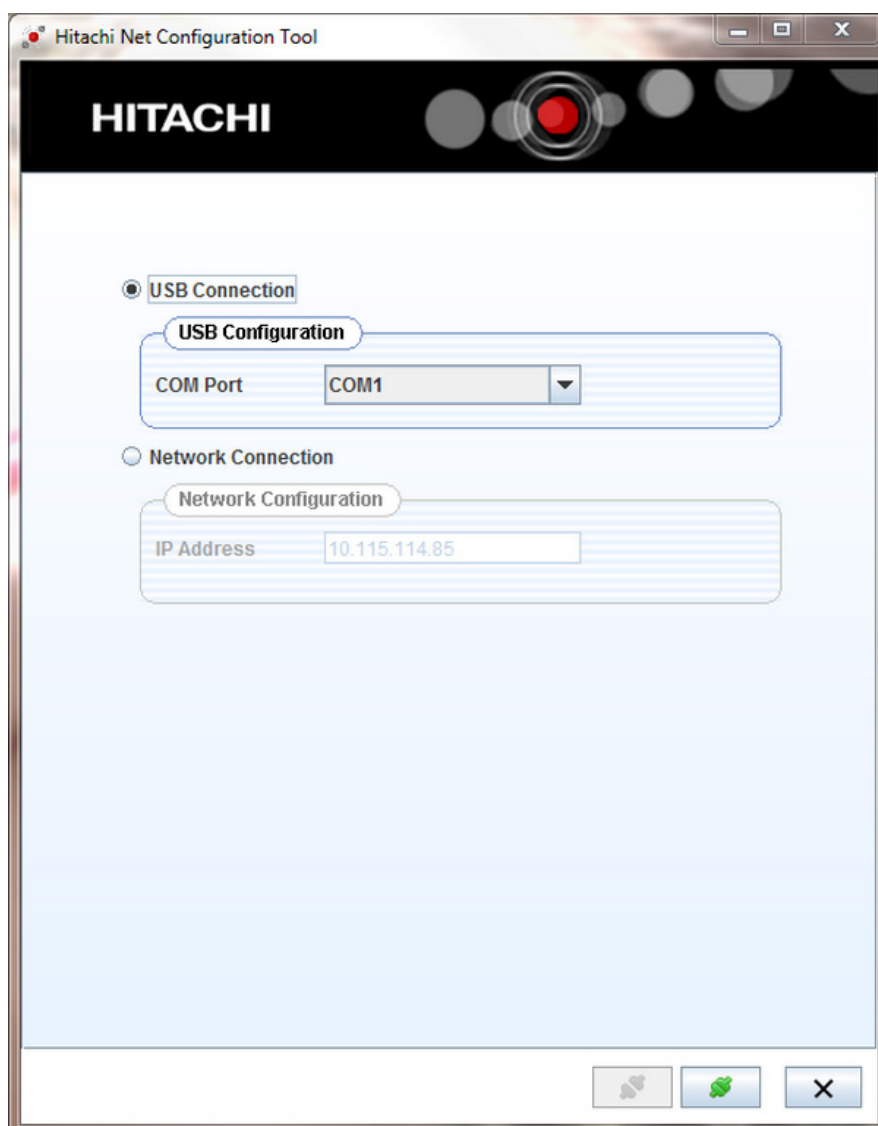 Hitachi Net Configuration Tool
HITACHI
USB Connection
USB Configuration
COM Port COM1
Network Connection
Network Configuration
IP Address 10.115.114.85